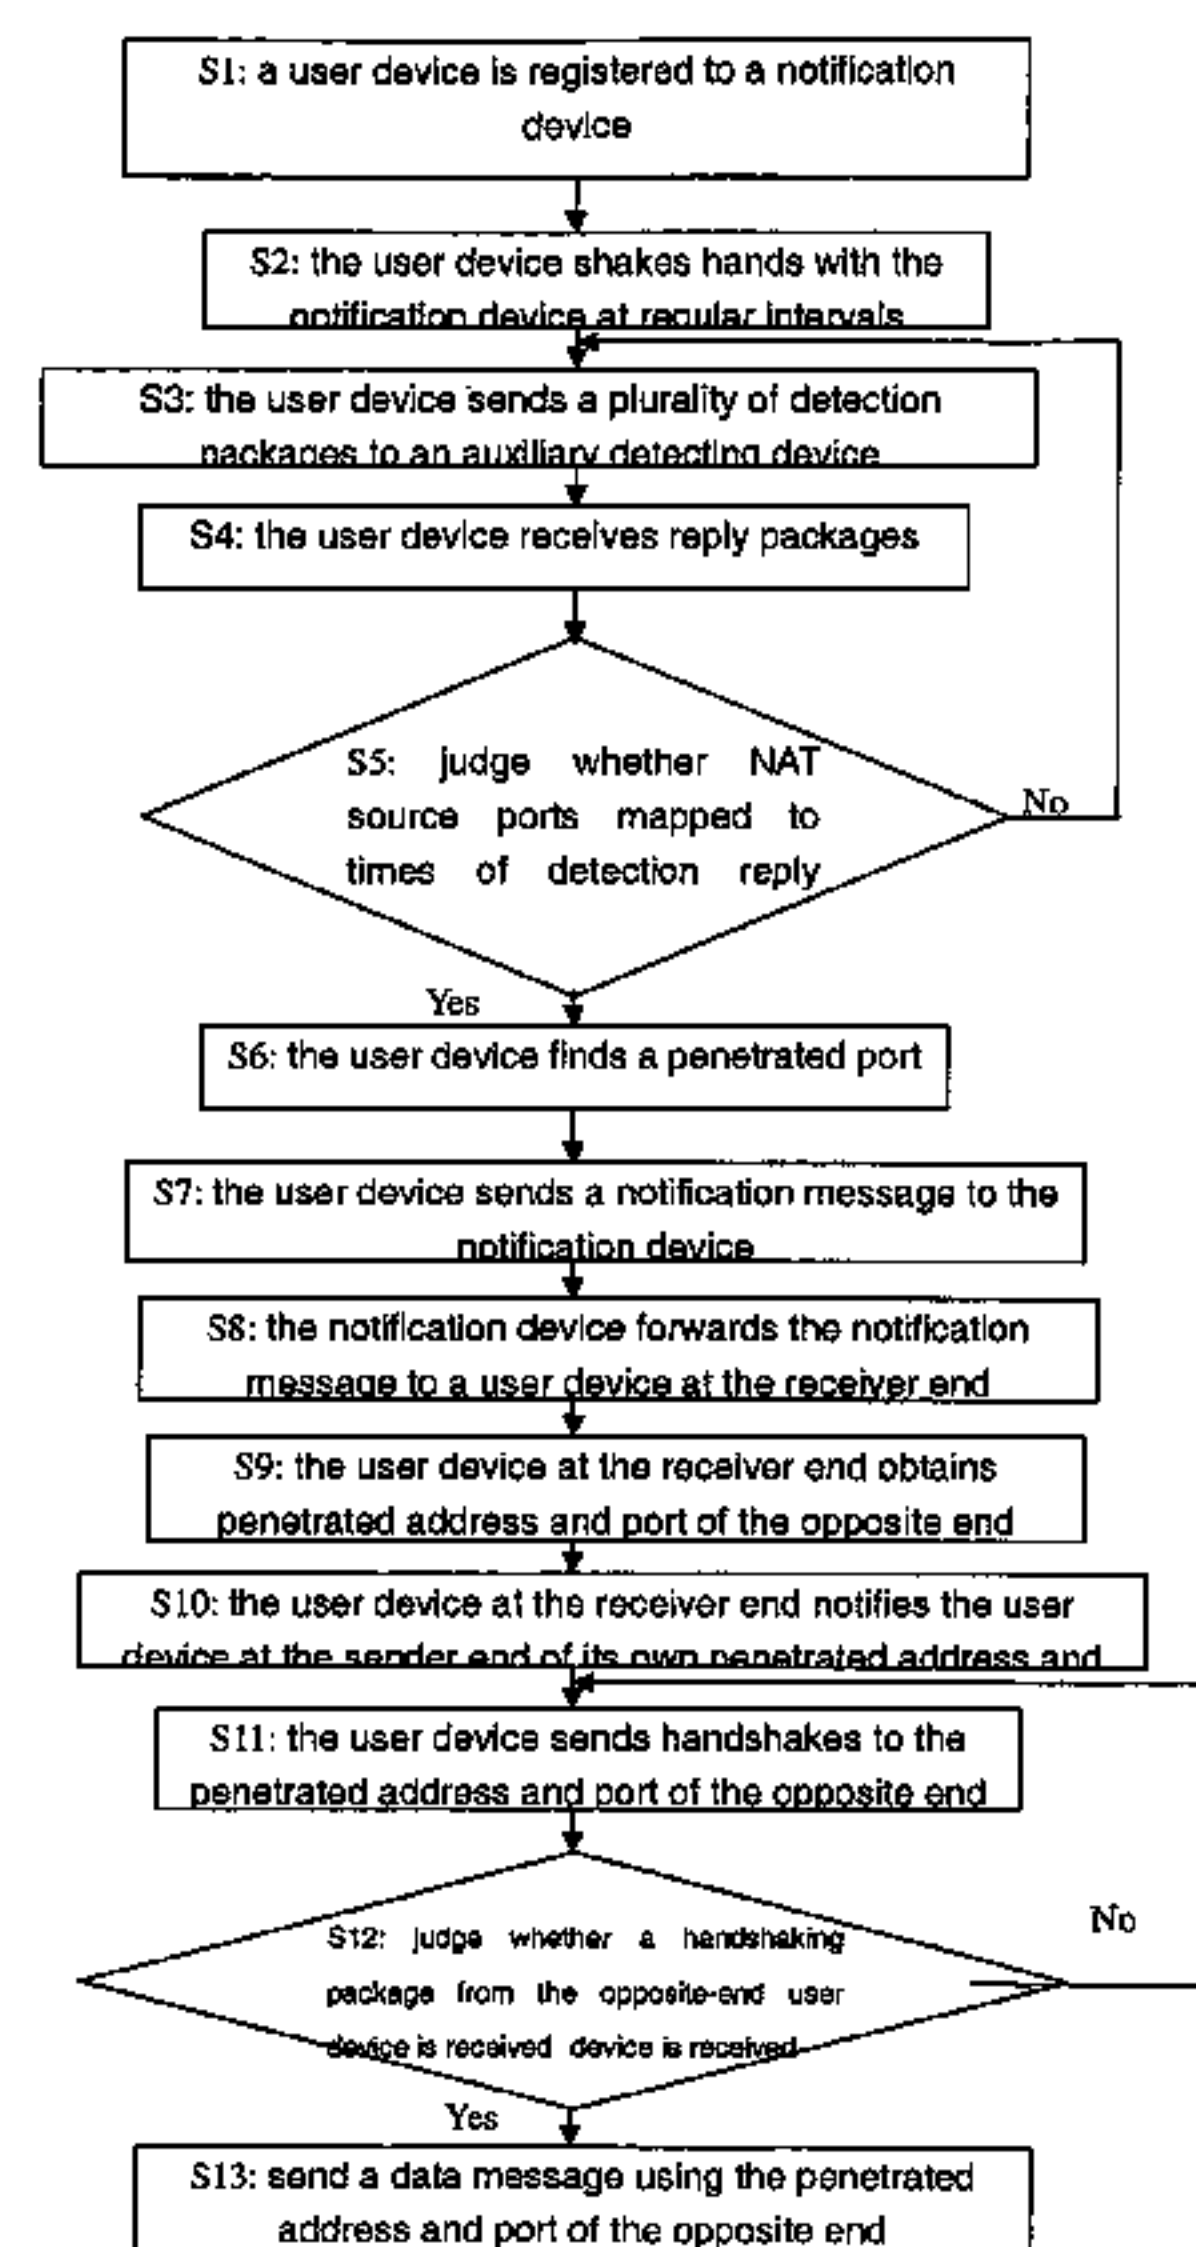 S1: a user device is registered to a notification
device
S2: the user device shakes hands with the
notification device at regular intervals
S3: the user device sends a plurality of detection
packages to an auxiliary detecting device
S4: the user device receives reply packages
S5: judge whether NAT
source ports mapped to
times of detection reply
No
Yes
S6: the user device finds a penetrated port
S7: the user device sends a notification message to the
notification device
S8: the notification device forwards the notification
message to a user device at the receiver end
S9: the user device at the receiver end obtains
penetrated address and port of the opposite end
S10: the user device at the receiver end notifies the user
device at the sender end of its own penetrated address and
S11: the user device sends handshakes to the
penetrated address and port of the opposite end
No
S12: judge whether a handshaking
package from the opposite-end user
device is received device is received
Yes
S13: send a data message using the penetrated
address and port of the opposite end